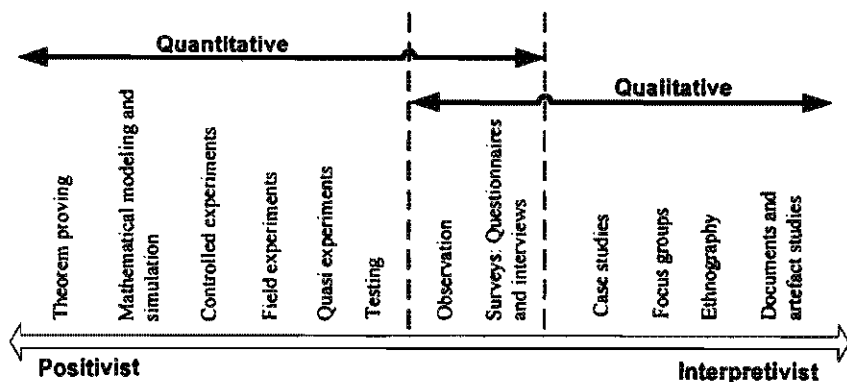 Quantitative
Qualitative
Theorem proving
Mathematical modeling and
simulation
Controlled experiments
Field experiments
Quasi experiments
Testing
Observation
Surveys: Questionnaires
and interviews
Case studies
Focus groups
Ethnography
Documents and
artefact studies
Positivist
Interpretivist